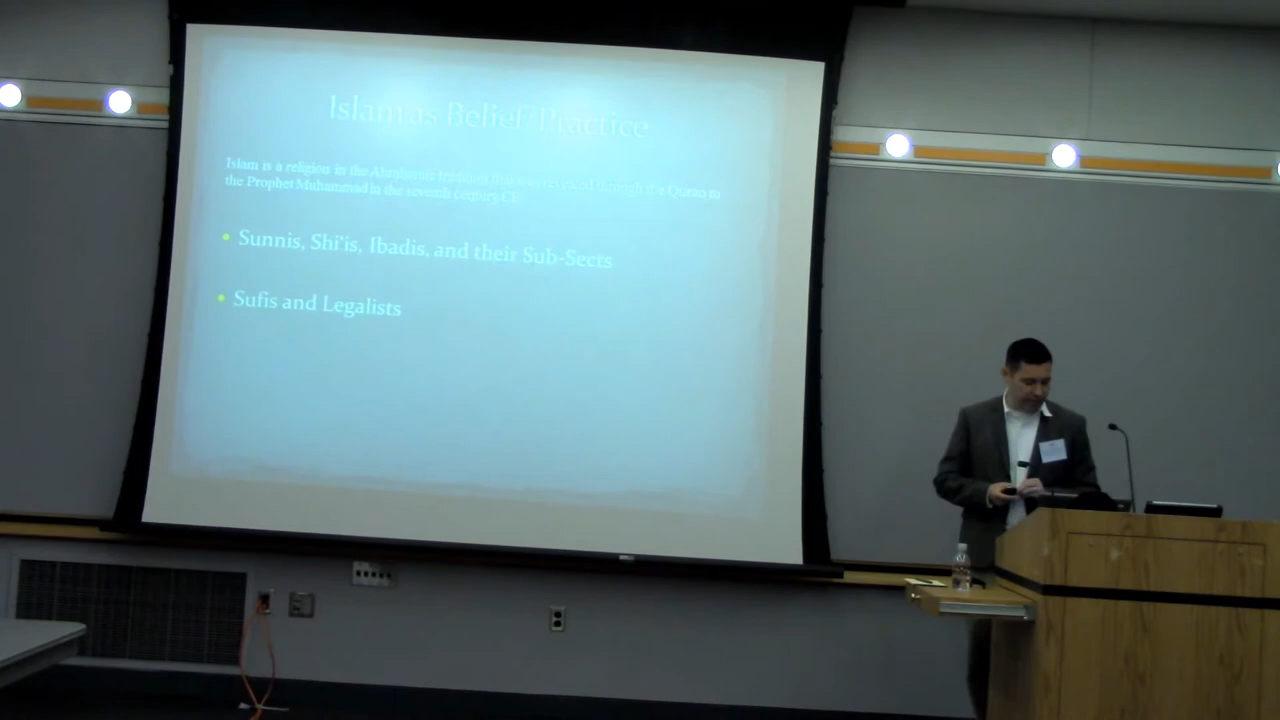 Islam as Belief/Practice
Islam is a religion in the Abrahamic tradition that was revealed through the Quran to
the Prophet Muhammad in the seventh century CE
• Sunnis, Shi'is, Ibadis, and their Sub-Sects
• Sufis and Legalists